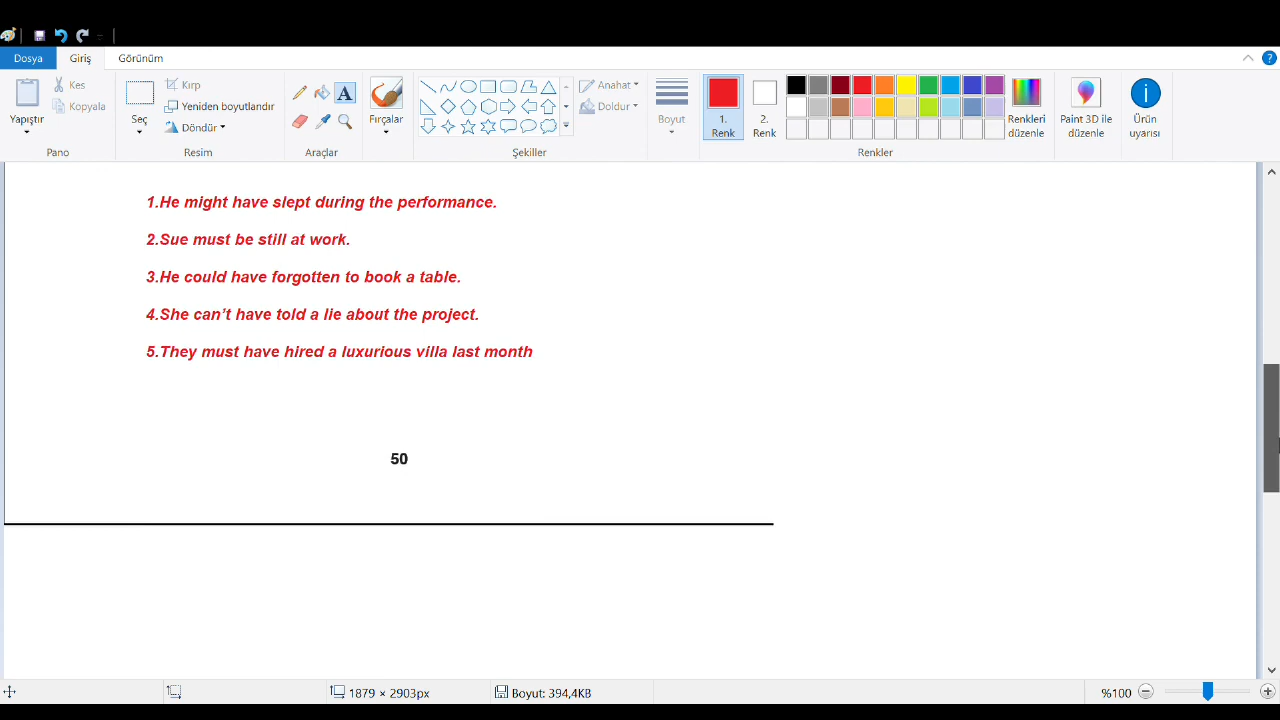 Dosya Giriş Görünüm
Yapıştır
Kes
Kopyala
Pano
Seç
Kırp
Yeniden boyutlandır
Döndür
Resim
A
Araçlar
Fırçalar
Şekiller
Anahat
Doldur
Boyut
1.
Renk
2.
Renk
Renkleri
düzenle
Renkler
Paint 3D ile
düzenle
Ürün
uyarısı
1.He might have slept during the performance.
2.Sue must be still at work.
3.He could have forgotten to book a table.
4.She can't have told a lie about the project.
5.They must have hired a luxurious villa last month
50
1879 × 2903px
Boyut: 394,4KB
%100